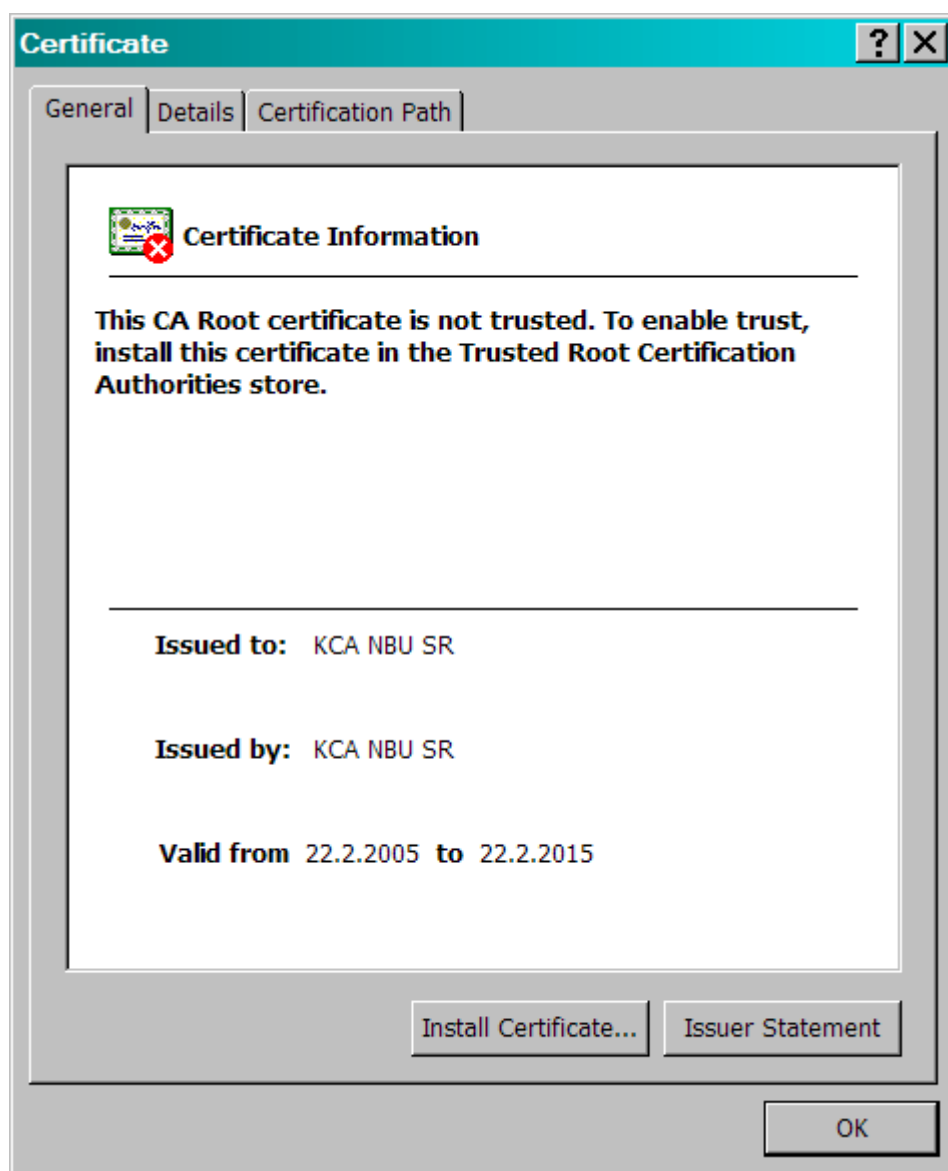 Certificate
General Details Certification Path
Certificate Information
This CA Root certificate is not trusted. To enable trust,
install this certificate in the Trusted Root Certification
Authorities store.
Issued to: KCA NBU SR
Issued by: KCA NBU SR
Valid from 22.2.2005 to 22.2.2015
Install Certificate... Issuer Statement
OK